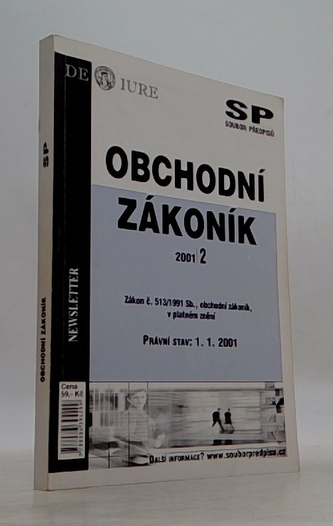 DE IURE
SP
SOUBOR PŘEDPISŮ
OBCHODNÍ
ZÁKONÍK
2001 | 2
Zákon č. 513/1991 Sb., obchodní zákoník,
v platném znění
PRÁVNÍ STAV: 1. 1. 2001
DALŠÍ INFORMACE? www.souborpredpisu.cz
NEWSLETTER
Cena
59,- Kč
SP
OBCHODNÍ ZÁKONÍK